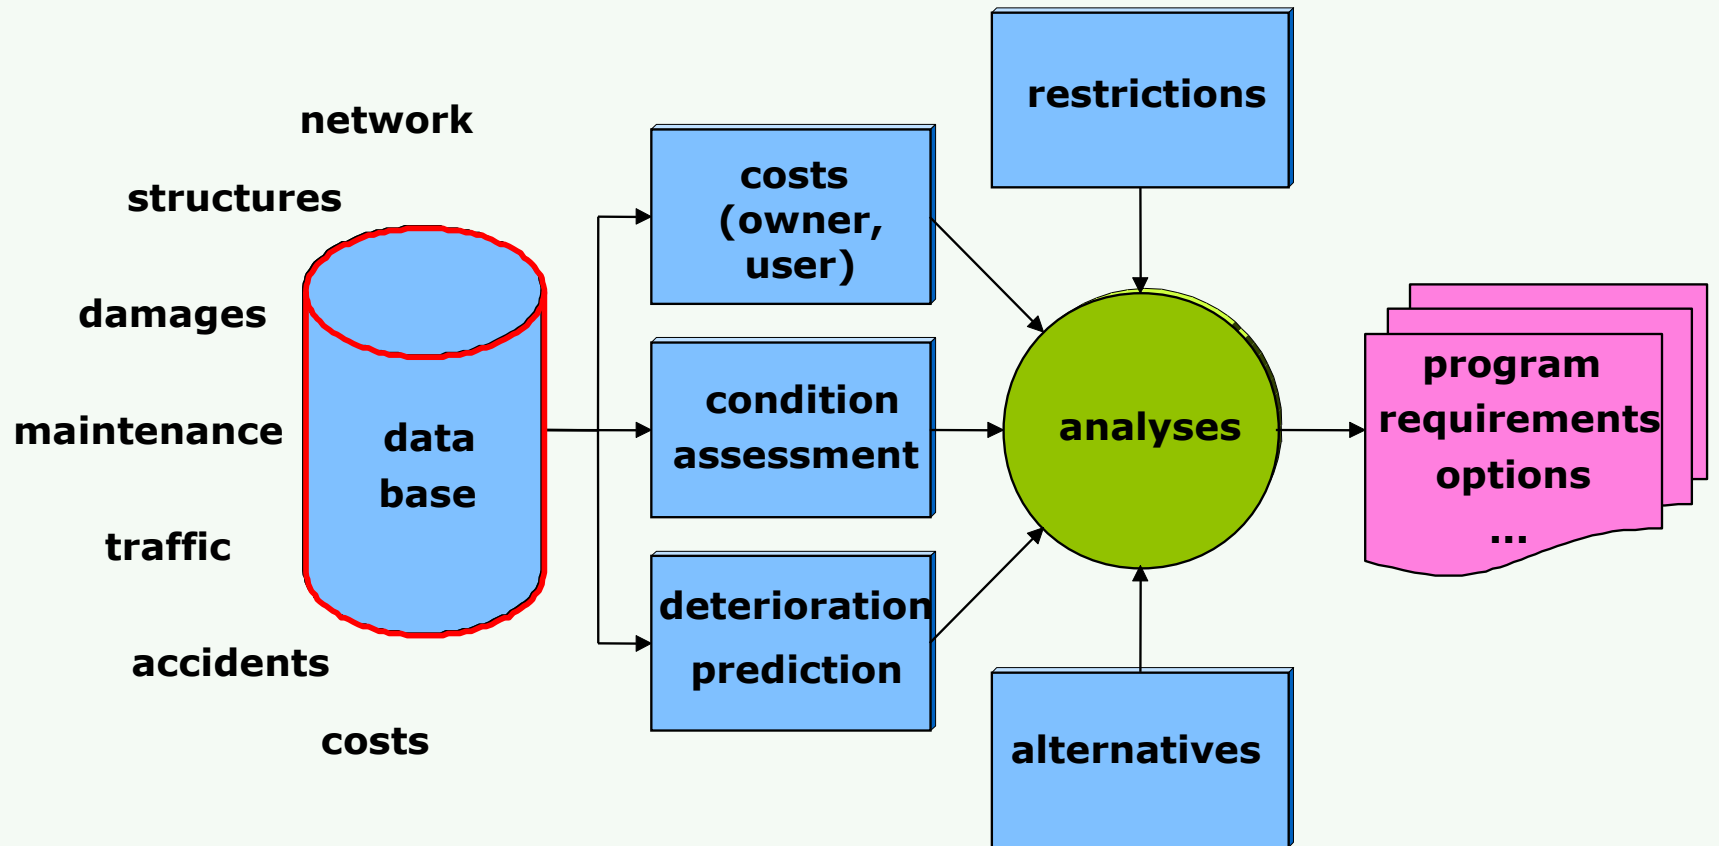 network
structures
damages
maintenance
traffic
accidents
costs
data
base
costs
(owner,
user)
condition
assessment
deterioration
prediction
restrictions
analyses
alternatives
program
requirements
options
...